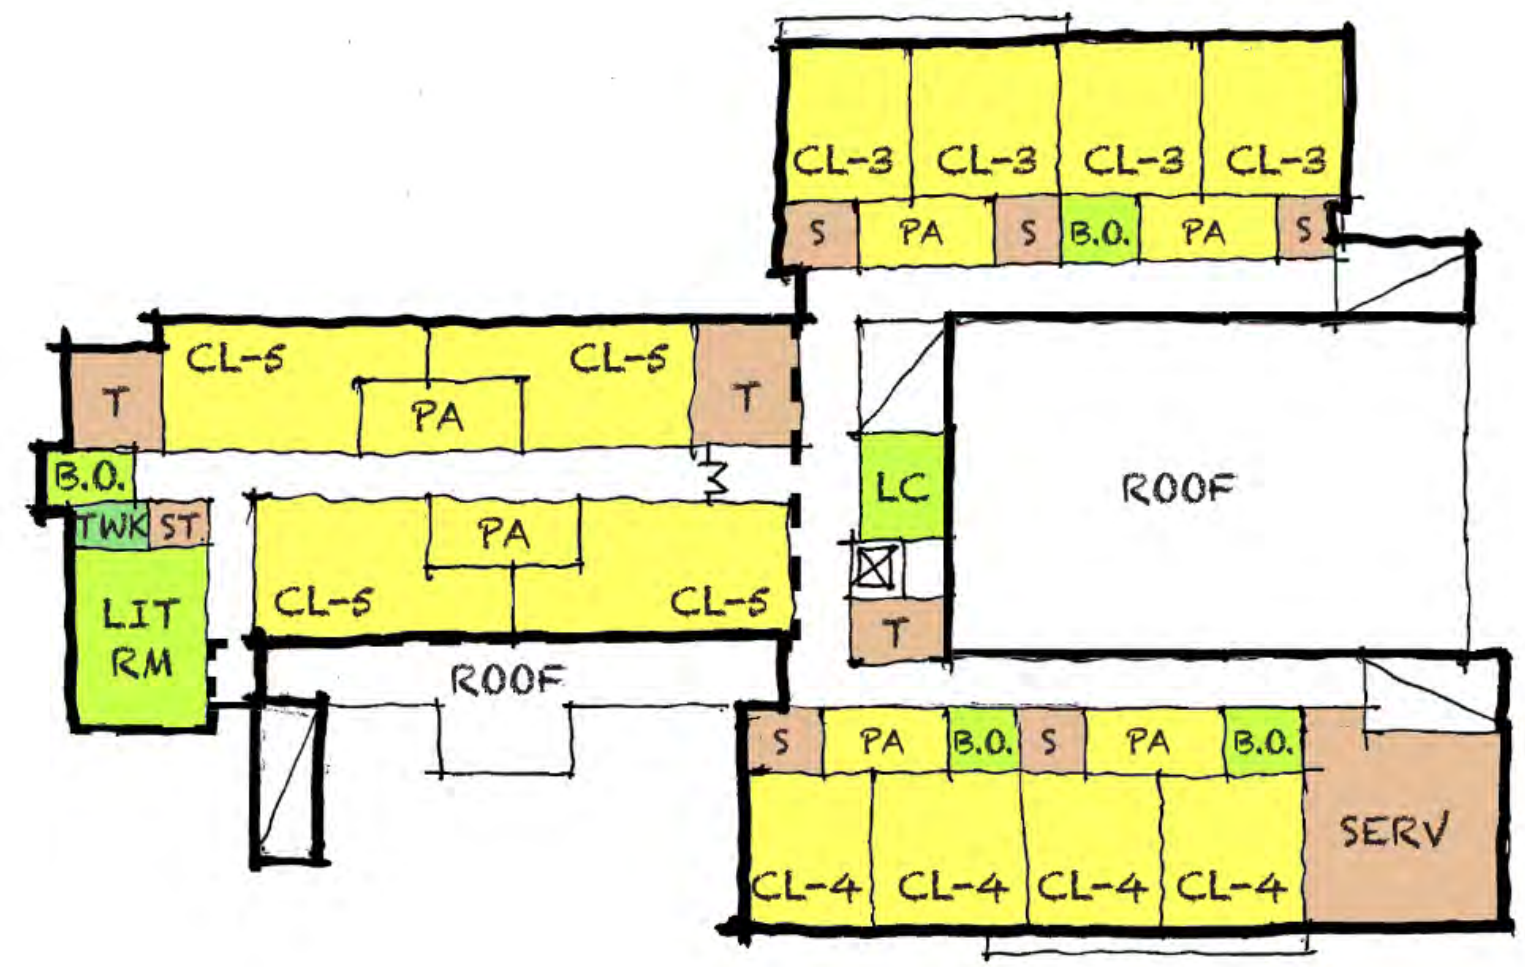 CL-3 CL-3 CL-3 CL-3
S PA S B.O. PA S
CL-5 CL-5 T
T PA
B.O. LC ROOF
TWK ST PA
CL-5 CL-5
LIT
RM
T
ROOF
S PA B.O. S PA B.O.
SERV
CL-4 CL-4 CL-4 CL-4